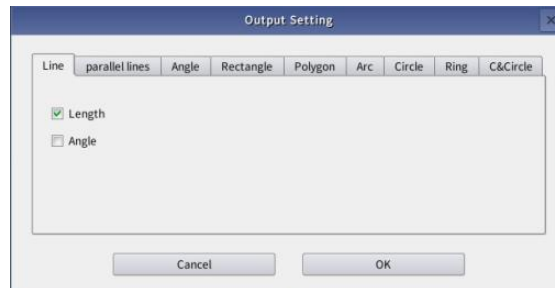 Output Setting
Line parallel lines Angle Rectangle Polygon Arc Circle Ring C&Circle
Length
Angle
Cancel OK